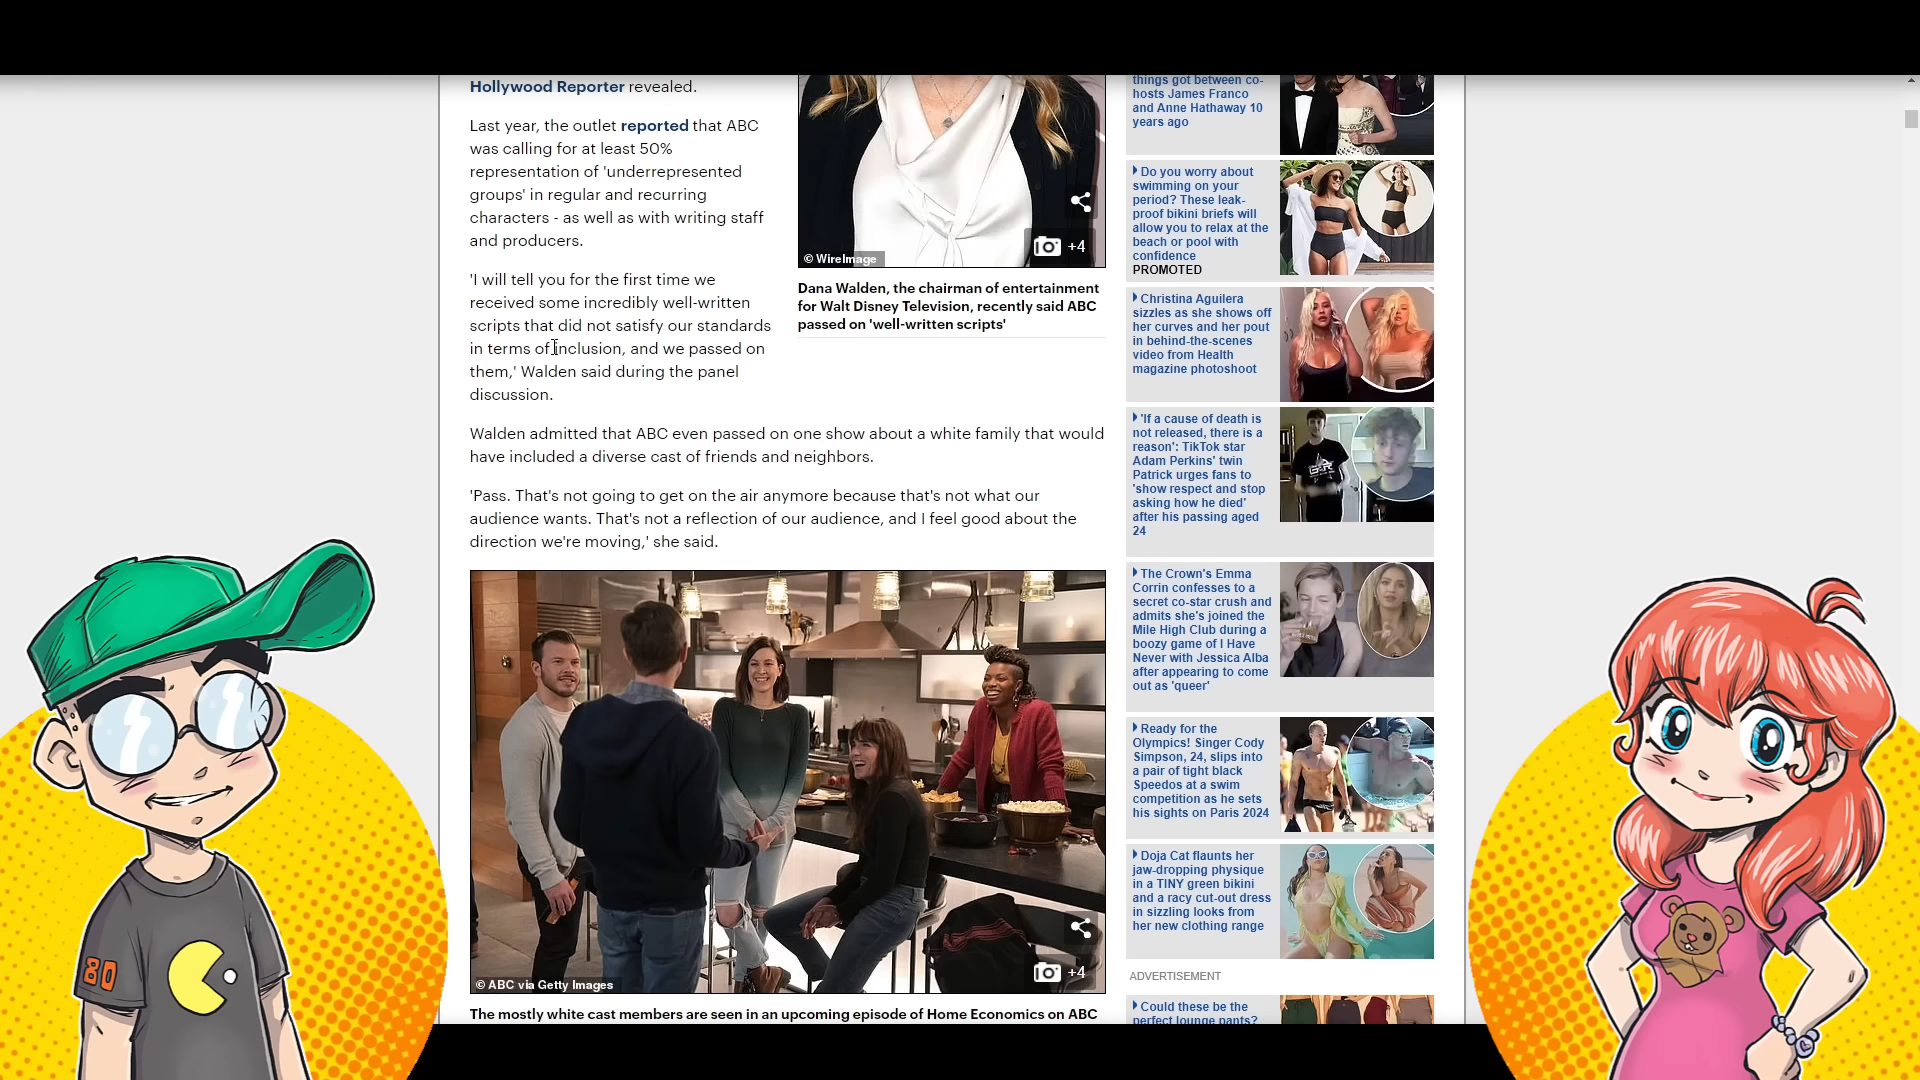 Hollywood Reporter revealed.
Last year, the outlet reported that ABC
was calling for at least 50%
representation of 'underrepresented
groups' in regular and recurring
characters - as well as with writing staff
and producers.
'I will tell you for the first time we
received some incredibly well-written
scripts that did not satisfy our standards
in terms of inclusion, and we passed on
them,' Walden said during the panel
discussion.
© WireImage
+4
Dana Walden, the chairman of entertainment
for Walt Disney Television, recently said ABC
passed on 'well-written scripts'
Walden admitted that ABC even passed on one show about a white family that would
have included a diverse cast of friends and neighbors.
'Pass. That's not going to get on the air anymore because that's not what our
audience wants. That's not a reflection of our audience, and I feel good about the
direction we're moving,' she said.
© ABC via Getty Images
+4
The mostly white cast members are seen in an upcoming episode of Home Economics on ABC
things got between co-
hosts James Franco
and Anne Hathaway 10
years ago
Do you worry about
swimming on your
period? These leak-
proof bikini briefs will
allow you to relax at the
beach or pool with
confidence
PROMOTED
Christina Aguilera
sizzles as she shows off
her curves and her pout
in behind-the-scenes
video from Health
magazine photoshoot
'If a cause of death is
not released, there is a
reason': TikTok star
Adam Perkins' twin
Patrick urges fans to
'show respect and stop
asking how he died'
after his passing aged
24
The Crown's Emma
Corrin confesses to a
secret co-star crush and
admits she's joined the
Mile High Club during a
boozy game of I Have
Never with Jessica Alba
after appearing to come
out as 'queer'
Ready for the
Olympics! Singer Cody
Simpson, 24, slips into
a pair of tight black
Speedos at a swim
competition as he sets
his sights on Paris 2024
Doja Cat flaunts her
jaw-dropping physique
in a TINY green bikini
and a racy cut-out dress
in sizzling looks from
her new clothing range
ADVERTISEMENT
Could these be the
perfect lounge pants?
80